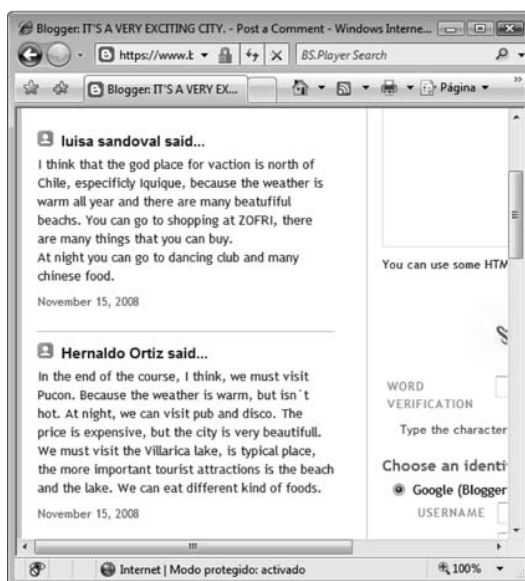 Blogger: IT'S A VERY EXCITING CITY. - Post a Comment - Windows Interne...
https://www.b
BS.Player Search
Blogger: IT'S A VERY EX...
Página
luisa sandoval said...
I think that the god place for vaction is north of
Chile, especificly Iquique, because the weather is
warm all year and there are many beatufiful
beachs. You can go to shopping at ZOFRI, there
are many things that you can buy.
At night you can go to dancing club and many
chinese food.
November 15, 2008
Hernaldo Ortiz said...
In the end of the course, I think, we must visit
Pucon. Because the weather is warm, but isn´t
hot. At night, we can visit pub and disco. The
price is expensive, but the city is very beautifull.
We must visit the Villarica lake, is typical place,
the more important tourist attractions is the beach
and the lake. We can eat different kind of foods.
November 15, 2008
You can use some HTM
WORD
VERIFICATION
Type the character
Choose an identi
Google (Blogger
USERNAME
Internet | Modo protegido: activado
100%